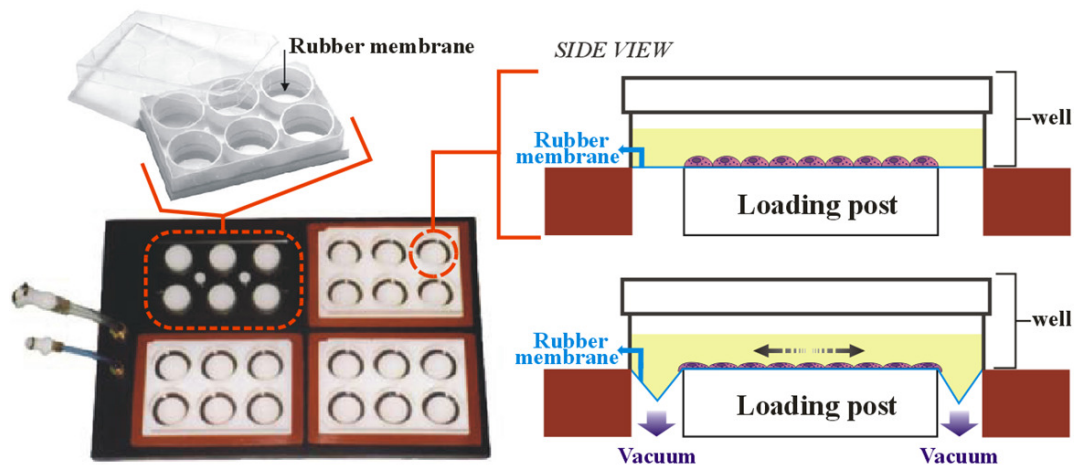 Rubber membrane
SIDE VIEW
well
Rubber
membrane
Loading post
well
Rubber
membrane
Loading post
Vacuum
Vacuum